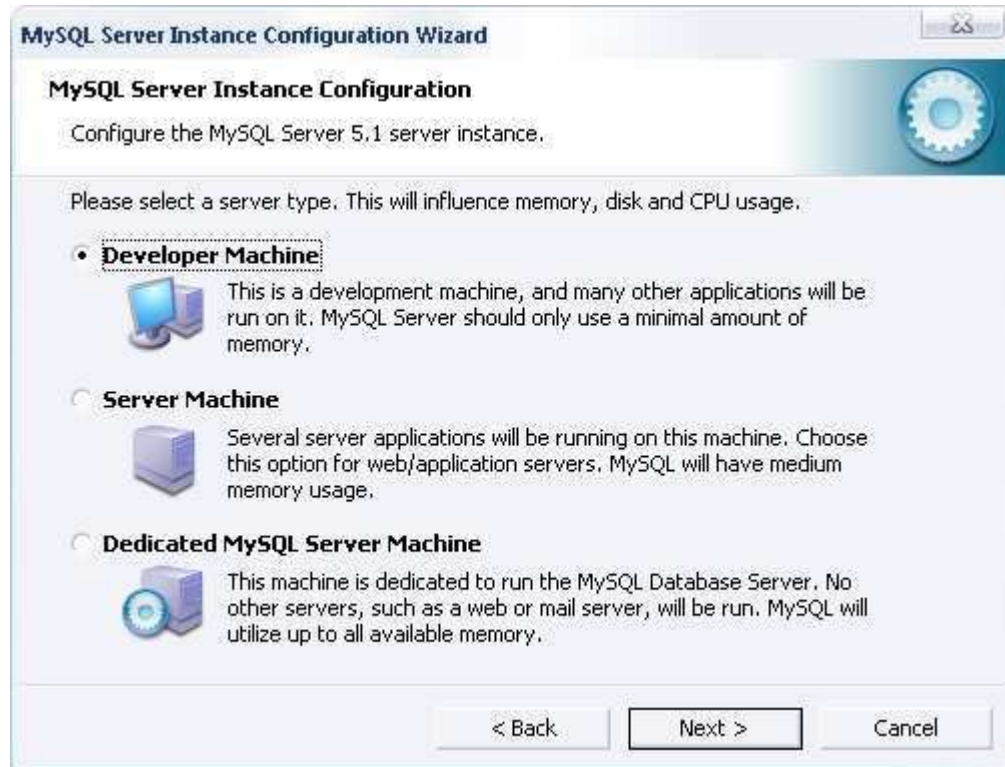 MySQL Server Instance Configuration Wizard
MySQL Server Instance Configuration
Configure the MySQL Server 5.1 server instance.
Please select a server type. This will influence memory, disk and CPU usage.
Developer Machine
This is a development machine, and many other applications will be
run on it. MySQL Server should only use a minimal amount of
memory.
Server Machine
Several server applications will be running on this machine. Choose
this option for web/application servers. MySQL will have medium
memory usage.
Dedicated MySQL Server Machine
This machine is dedicated to run the MySQL Database Server. No
other servers, such as a web or mail server, will be run. MySQL will
utilize up to all available memory.
< Back
Next >
Cancel